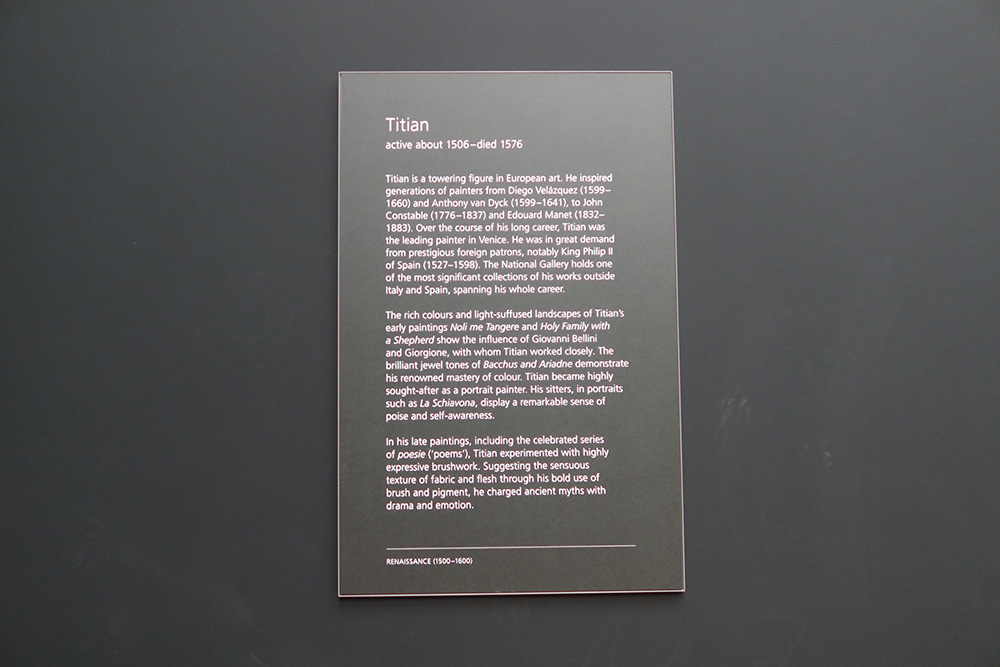 Titian
active about 1506–died 1576
Titian is a towering figure in European art. He inspired
generations of painters from Diego Velázquez (1599–
1660) and Anthony van Dyck (1599–1641), to John
Constable (1776–1837) and Edouard Manet (1832–
1883). Over the course of his long career, Titian was
the leading painter in Venice. He was in great demand
from prestigious foreign patrons, notably King Philip II
of Spain (1527–1598). The National Gallery holds one
of the most significant collections of his works outside
Italy and Spain, spanning his whole career.
The rich colours and light-suffused landscapes of Titian’s
early paintings Noli me Tangere and Holy Family with
a Shepherd show the influence of Giovanni Bellini
and Giorgione, with whom Titian worked closely. The
brilliant jewel tones of Bacchus and Ariadne demonstrate
his renowned mastery of colour. Titian became highly
sought-after as a portrait painter. His sitters, in portraits
such as La Schiavona, display a remarkable sense of
poise and self-awareness.
In his late paintings, including the celebrated series
of poesie (‘poems’), Titian experimented with highly
expressive brushwork. Suggesting the sensuous
texture of fabric and flesh through his bold use of
brush and pigment, he charged ancient myths with
drama and emotion.
RENAISSANCE (1500–1600)